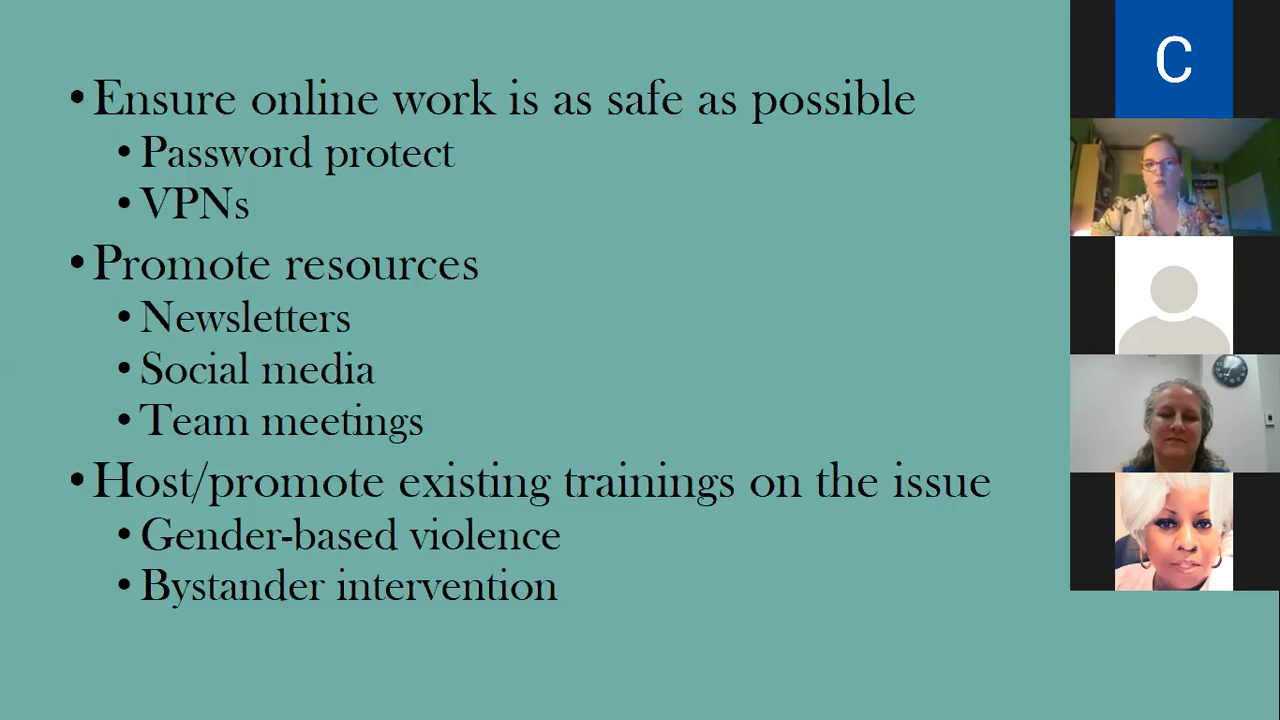 • Ensure online work is as safe as possible
• Password protect
• VPNs
• Promote resources
• Newsletters
• Social media
• Team meetings
• Host/promote existing trainings on the issue
• Gender-based violence
• Bystander intervention
C